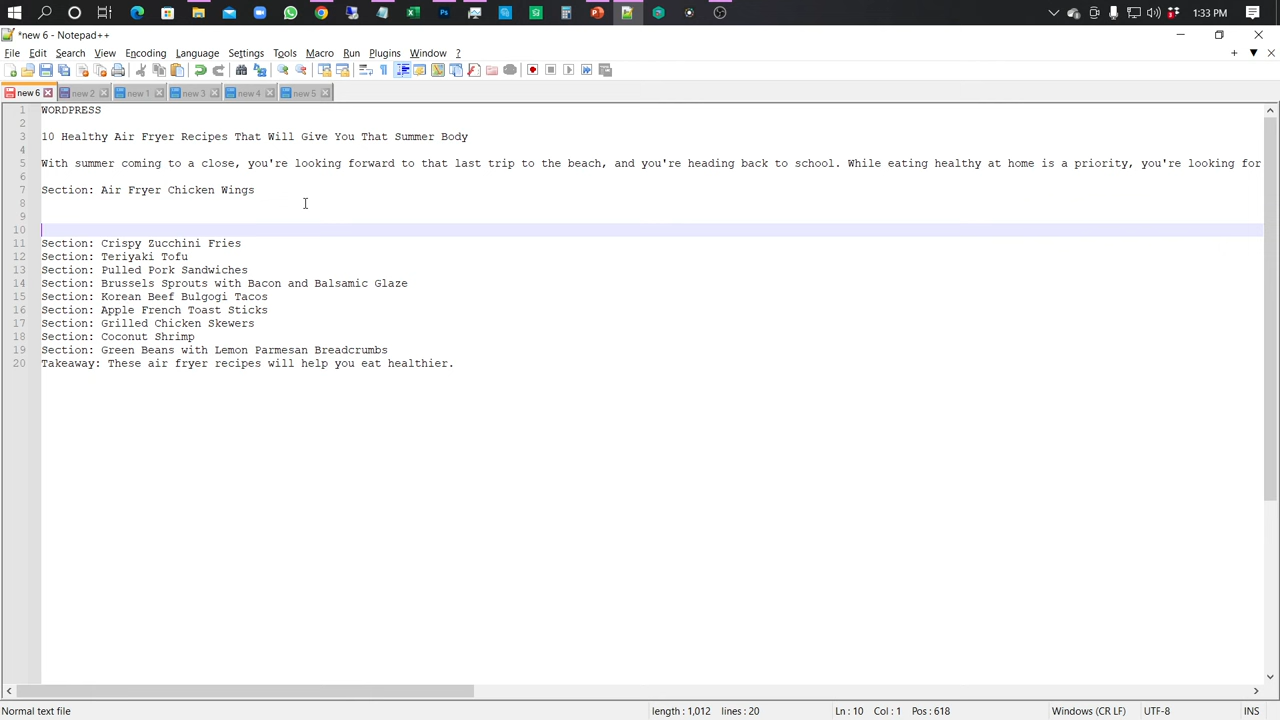 1:33 PM
*new 6 - Notepad++
File Edit Search View Encoding Language Settings Tools Macro Run Plugins Window ?
new 6 new 2 new 1 new 3 new 4 new 5
1 WORDPRESS
2
3 10 Healthy Air Fryer Recipes That Will Give You That Summer Body
4
5 With summer coming to a close, you're looking forward to that last trip to the beach, and you're heading back to school. While eating healthy at home is a priority, you're looking for
6
7 Section: Air Fryer Chicken Wings
8
9
10
11 Section: Crispy Zucchini Fries
12 Section: Teriyaki Tofu
13 Section: Pulled Pork Sandwiches
14 Section: Brussels Sprouts with Bacon and Balsamic Glaze
15 Section: Korean Beef Bulgogi Tacos
16 Section: Apple French Toast Sticks
17 Section: Grilled Chicken Skewers
18 Section: Coconut Shrimp
19 Section: Green Beans with Lemon Parmesan Breadcrumbs
20 Takeaway: These air fryer recipes will help you eat healthier.
Normal text file length : 1,012 lines : 20 Ln : 10 Col : 1 Pos : 618 Windows (CR LF) UTF-8 INS